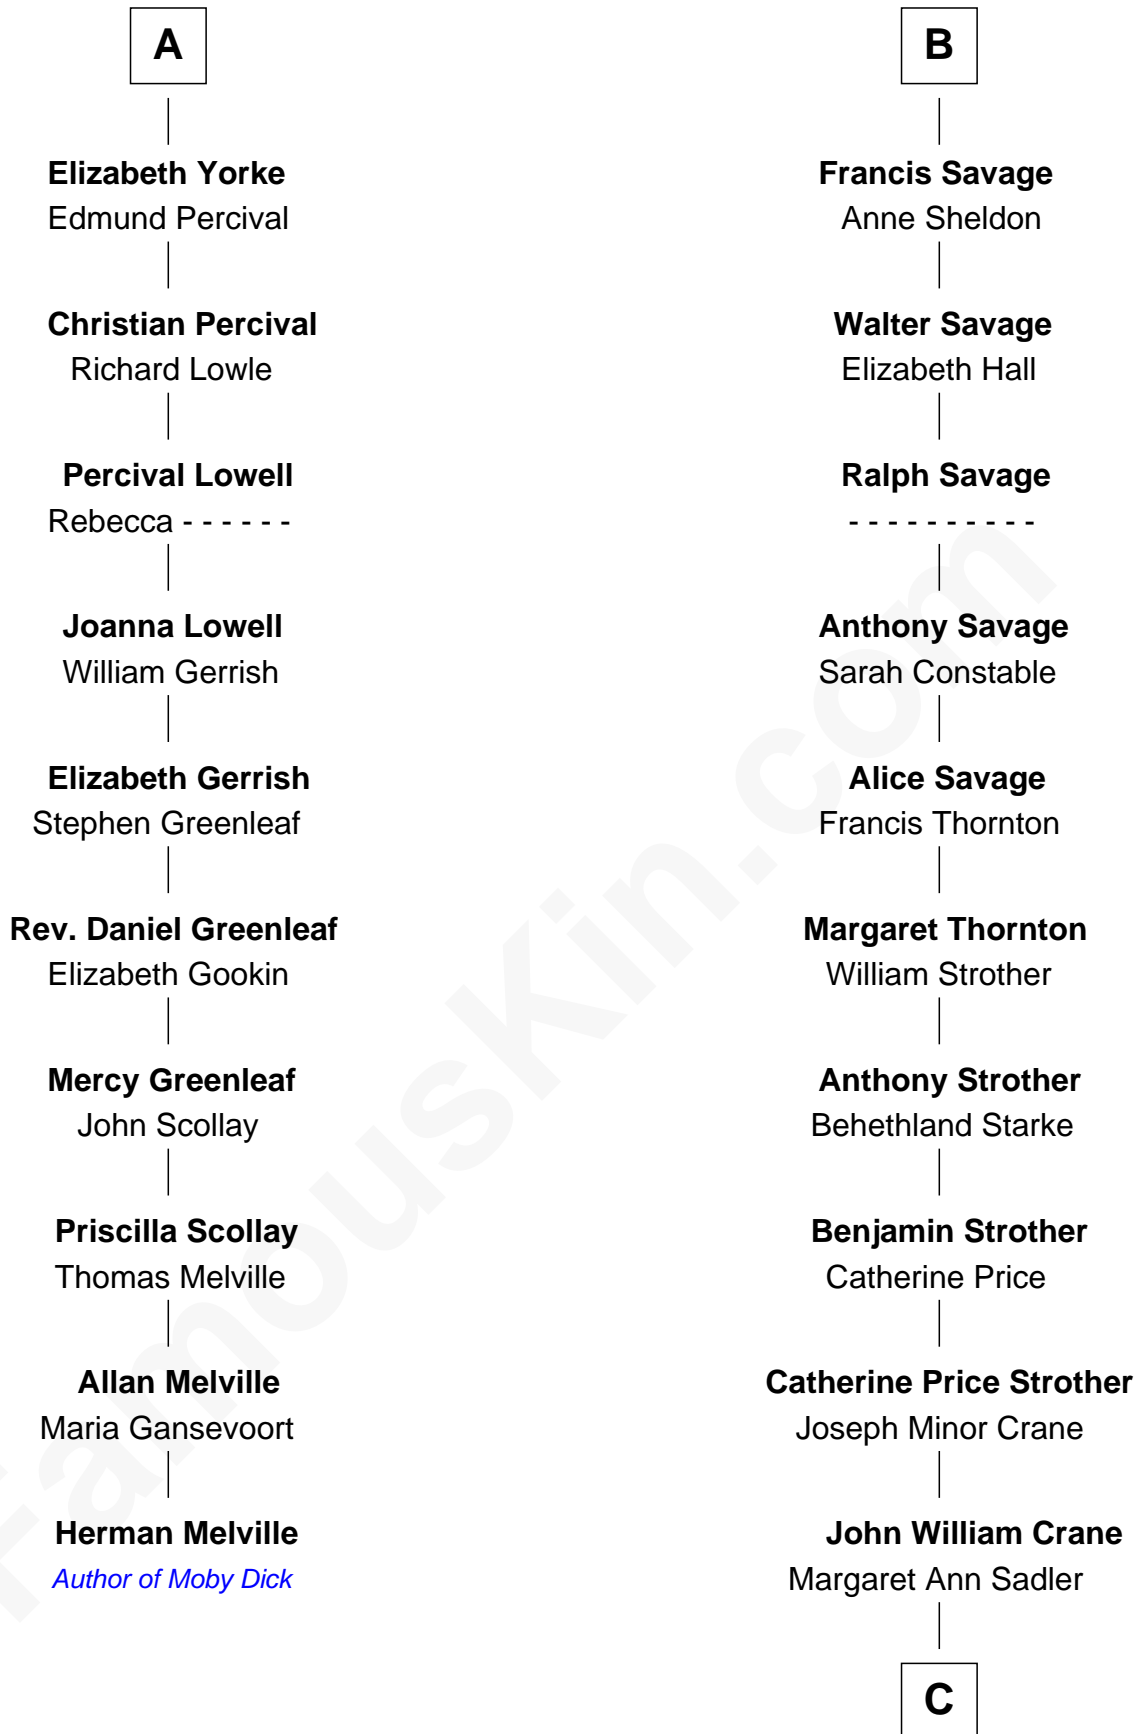 A
Elizabeth Yorke
Edmund Percival
Christian Percival
Richard Lowle
Percival Lowell
Rebecca - - - - - -
Joanna Lowell
William Gerrish
Elizabeth Gerrish
Stephen Greenleaf
Rev. Daniel Greenleaf
Elizabeth Gookin
Mercy Greenleaf
John Scollay
Priscilla Scollay
Thomas Melville
Allan Melville
Maria Gansevoort
Herman Melville
Author of Moby Dick
B
Francis Savage
Anne Sheldon
Walter Savage
Elizabeth Hall
Ralph Savage
- - - - - - - - - -
Anthony Savage
Sarah Constable
Alice Savage
Francis Thornton
Margaret Thornton
William Strother
Anthony Strother
Behethland Starke
Benjamin Strother
Catherine Price
Catherine Price Strother
Joseph Minor Crane
John William Crane
Margaret Ann Sadler
C
FamousKin.com